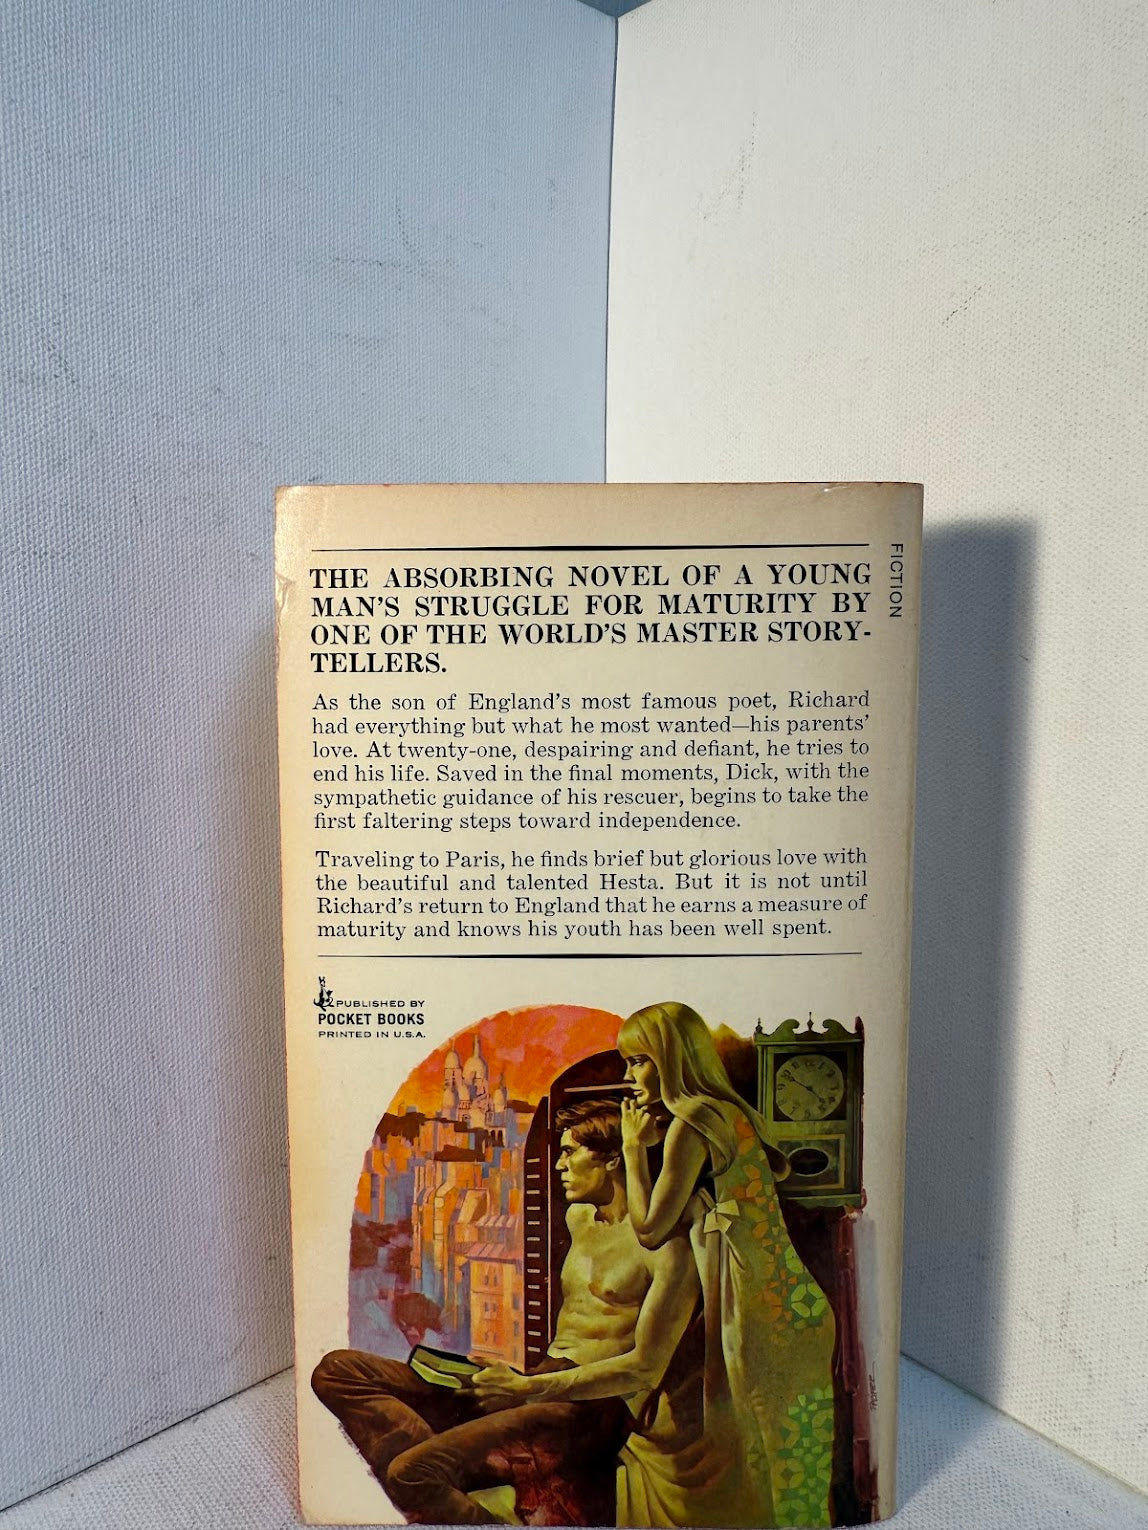 FICTION
THE ABSORBING NOVEL OF A YOUNG
MAN'S STRUGGLE FOR MATURITY BY
ONE OF THE WORLD'S MASTER STORY-
TELLERS.
As the son of England's most famous poet, Richard
had everything but what he most wanted—his parents'
love. At twenty-one, despairing and defiant, he tries to
end his life. Saved in the final moments, Dick, with the
sympathetic guidance of his rescuer, begins to take the
first faltering steps toward independence.
Traveling to Paris, he finds brief but glorious love with
the beautiful and talented Hesta. But it is not until
Richard's return to England that he earns a measure of
maturity and knows his youth has been well spent.
PUBLISHED BY
POCKET BOOKS
PRINTED IN U.S.A.